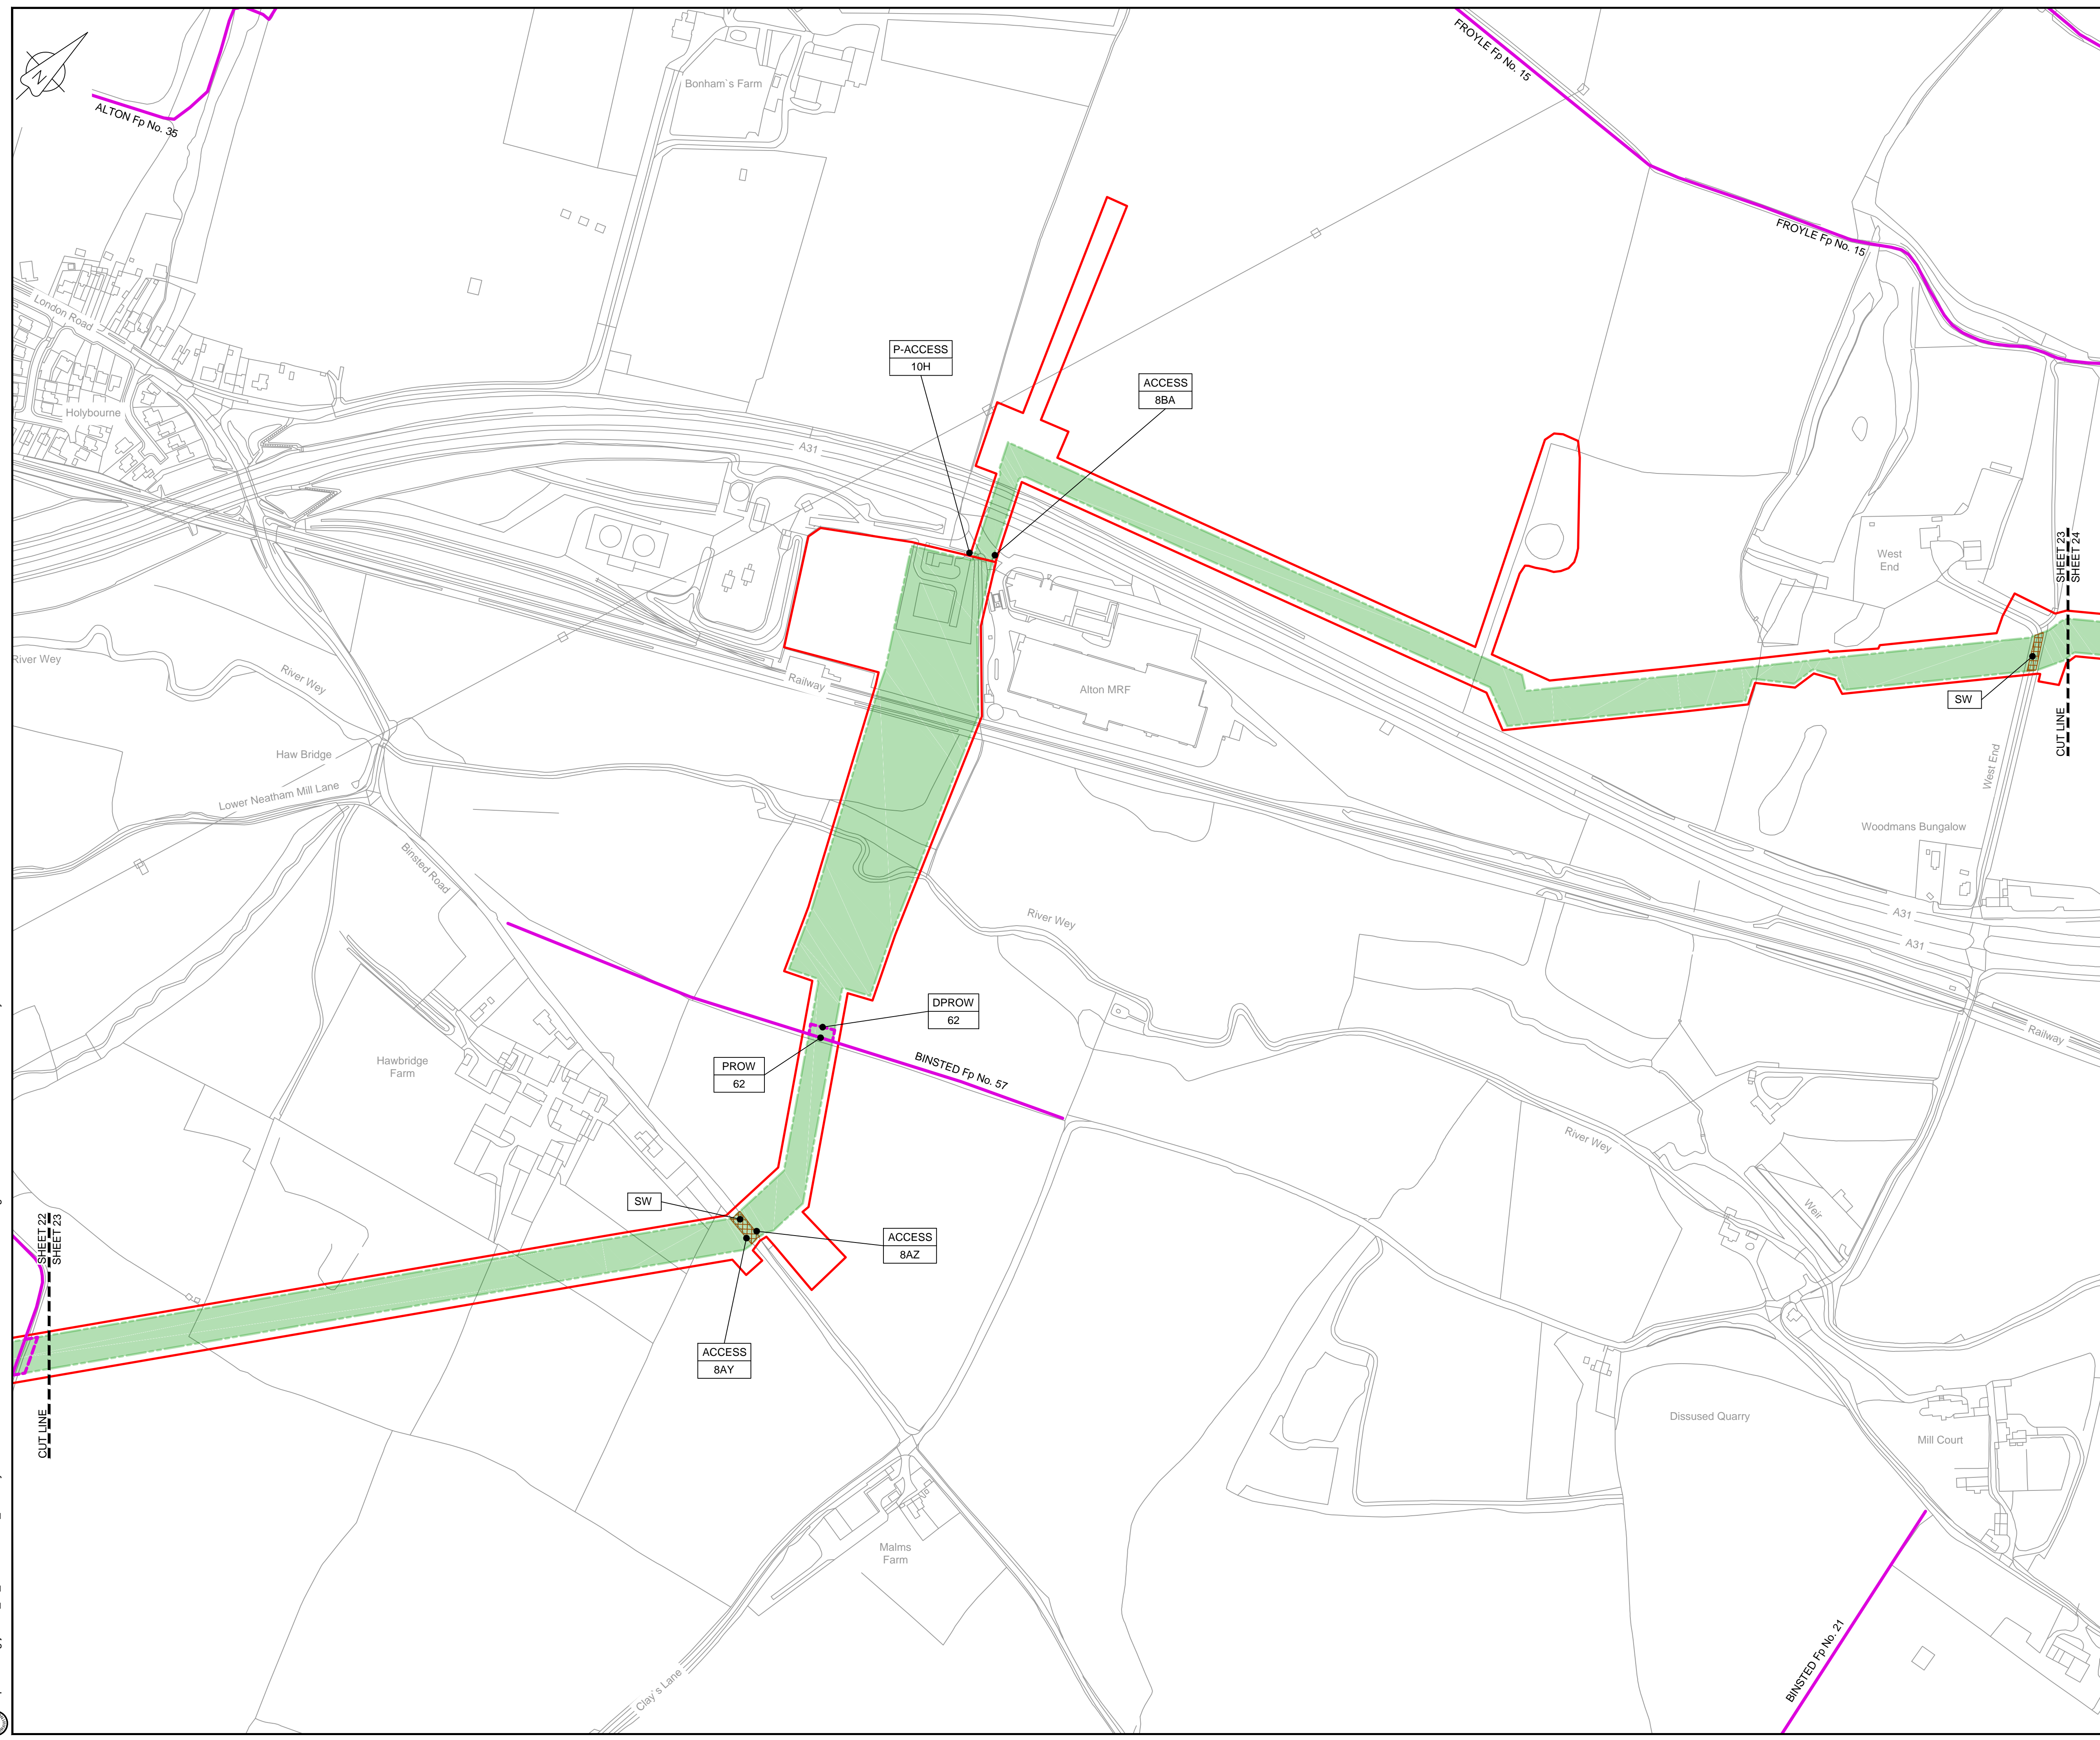 N
ALTON Fp No. 35
Bonham`s Farm
FROYLE Fp No. 15
FROYLE Fp No. 15
London Road
Holybourne
P-ACCESS
10H
ACCESS
8BA
A31
West
End
SHEET 23
SHEET 24
CUT LINE
SW
River Wey
River Wey
Railway
Alton MRF
Haw Bridge
Lower Neatham Mill Lane
Binsted Road
West End
Woodmans Bungalow
A31
A31
River Wey
Railway
DPROW
62
PROW
62
BINSTED Fp No. 57
Hawbridge
Farm
River Wey
SW
ACCESS
8AZ
Weir
SHEET 22
SHEET 23
CUT LINE
ACCESS
8AY
Dissused Quarry
Mill Court
Malms
Farm
Clay`s Lane
BINSTED Fp No. 21